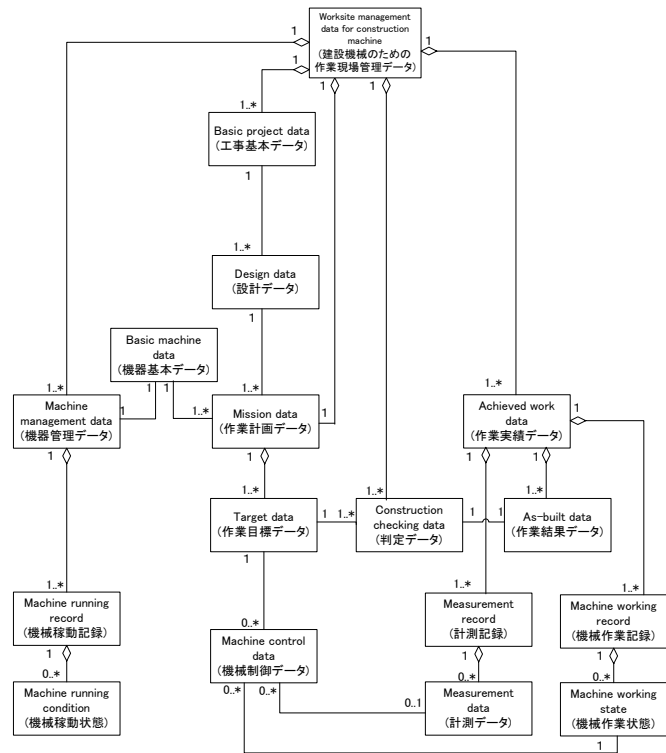 Worksite management
data for construction
machine
(建設機械のための
作業現場管理データ)
1
1
1
1
1
1..*
Basic project data
(工事基本データ)
1
1..*
Design data
(設計データ)
1
Basic machine
data
(機器基本データ)
1
1
1..*
1..*
1..*
1..*
Machine
management data
(機器管理データ)
1
1
Mission data
(作業計画データ)
1
1
Achieved work
data
(作業実績データ)
1
1
1
1..*
1..*
1..*
Target data
(作業目標データ)
1
1..*
Construction
checking data
(判定データ)
1
1
As-built data
(作業結果データ)
1
1..*
0..*
1..*
1..*
Machine running
record
(機械稼動記録)
1
Machine control
data
(機械制御データ)
Measurement
record
(計測記録)
1
Machine working
record
(機械作業記録)
1
0..*
0..*
0..*
0..*
0..*
Machine running
condition
(機械稼動状態)
0..1
Measurement
data
(計測データ)
Machine working
state
(機械作業状態)
1